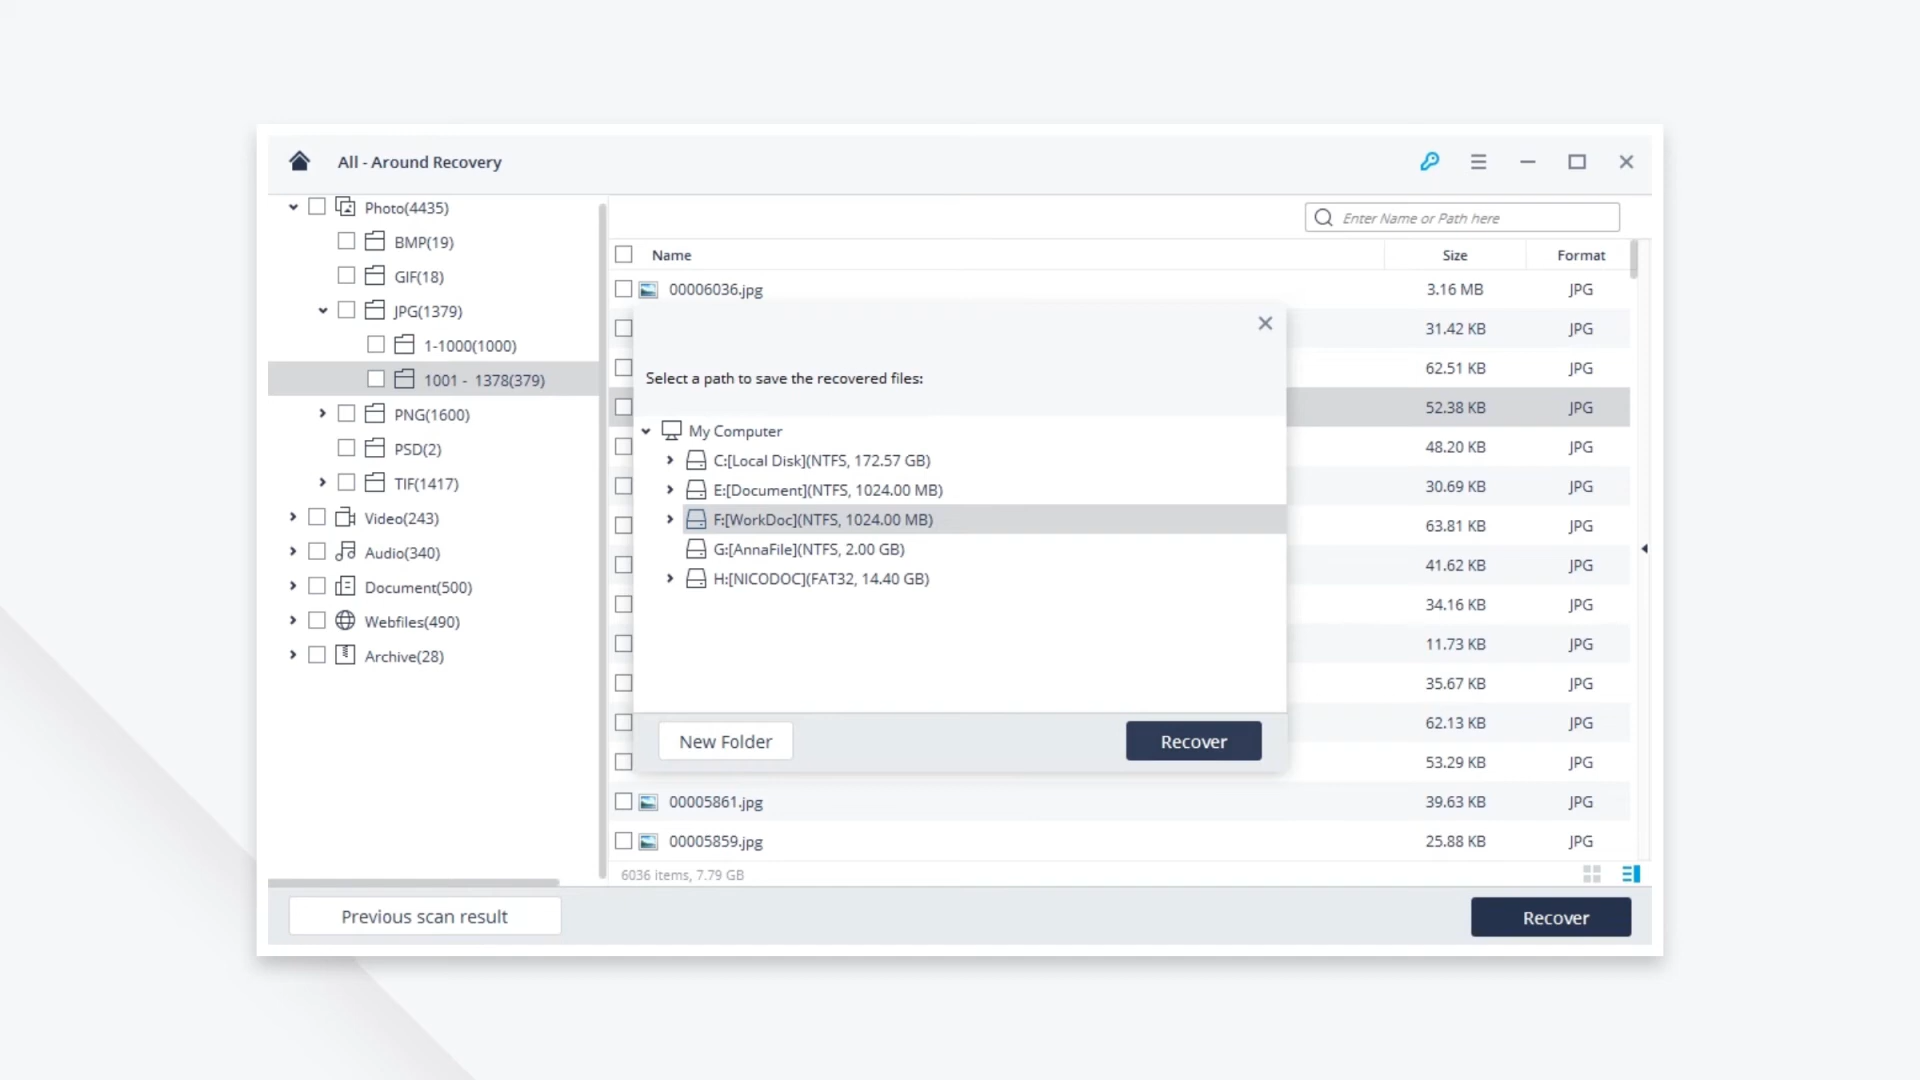 All - Around Recovery
Photo(4435)
BMP(19)
GIF(18)
JPG(1379)
1-1000(1000)
1001 - 1378(379)
PNG(1600)
PSD(2)
TIF(1417)
Video(243)
Audio(340)
Document(500)
Webfiles(490)
Archive(28)
Enter Name or Path here
Name Size Format
00006036.jpg 3.16 MB JPG
31.42 KB JPG
62.51 KB JPG
52.38 KB JPG
48.20 KB JPG
30.69 KB JPG
63.81 KB JPG
41.62 KB JPG
34.16 KB JPG
11.73 KB JPG
35.67 KB JPG
62.13 KB JPG
53.29 KB JPG
00005861.jpg 39.63 KB JPG
00005859.jpg 25.88 KB JPG
Select a path to save the recovered files:
My Computer
C:[Local Disk](NTFS, 172.57 GB)
E:[Document](NTFS, 1024.00 MB)
F:[WorkDoc](NTFS, 1024.00 MB)
G:[AnnaFile](NTFS, 2.00 GB)
H:[NICODOC](FAT32, 14.40 GB)
New Folder
Recover
6036 items, 7.79 GB
Previous scan result
Recover